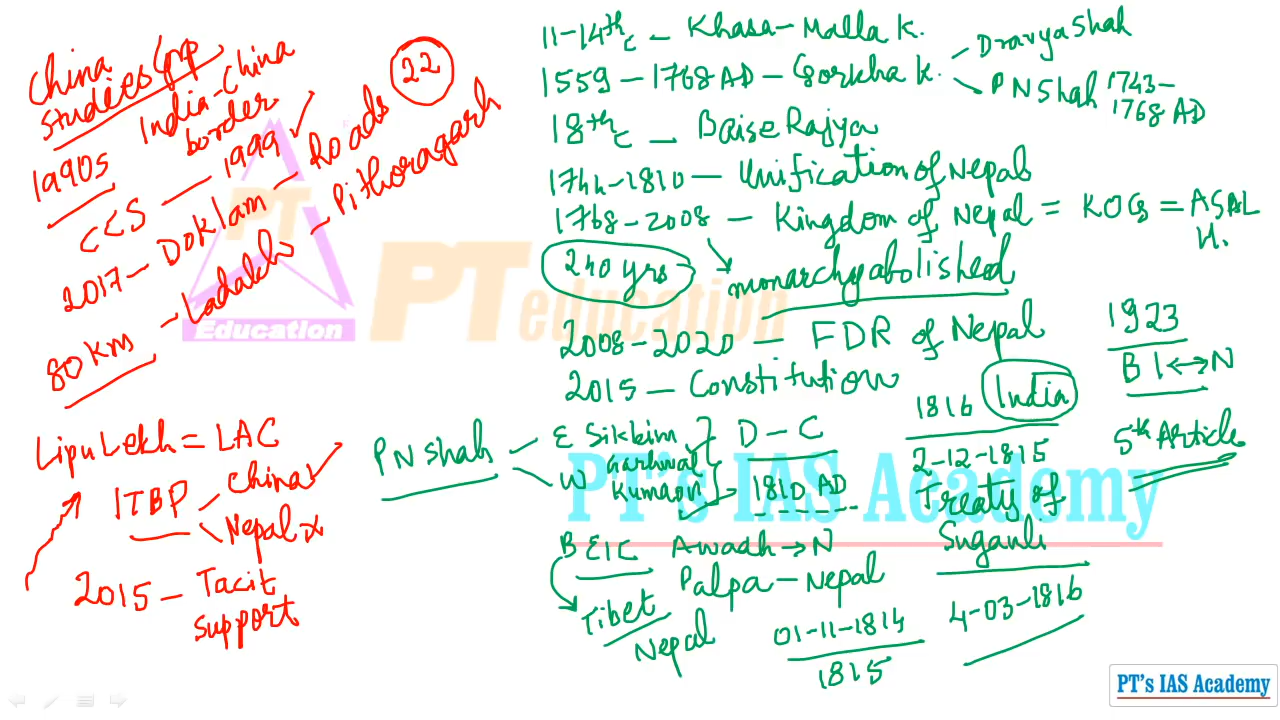 China
Studies Grp
India-China
border
1990s
CCS — 1999
2017 — Doklam — Roads 22
80 km — Ladakh — Pithoragarh
LipuLekh = LAC
ITBP
China
Nepal
2015 — Tacit
support
11-14th c — Khasa-Malla K.
1559-1768 AD — Gorkha K.
Dravya Shah
PN Shah 1743-
1768 AD
18th c — Baise Rajya
1744-1810 — Unification of Nepal
1768-2008 — Kingdom of Nepal = KOG = ASAL
H.
240 yrs
monarchy abolished
2008-2020 — FDR of Nepal
2015 — Constitution
1923
B I ↔ N
5th Article
PN Shah
E Sikkim
Garhwal
W Kumaon
D - C
1810 AD
BEIC
Awadh → N
Palpa — Nepal
Tibet
Nepal
01-11-1814
1815
1816 India
2-12-1815
Treaty of
Suganli
4-03-1816
PT
Education
PT education
PT's IAS Academy
PT's IAS Academy